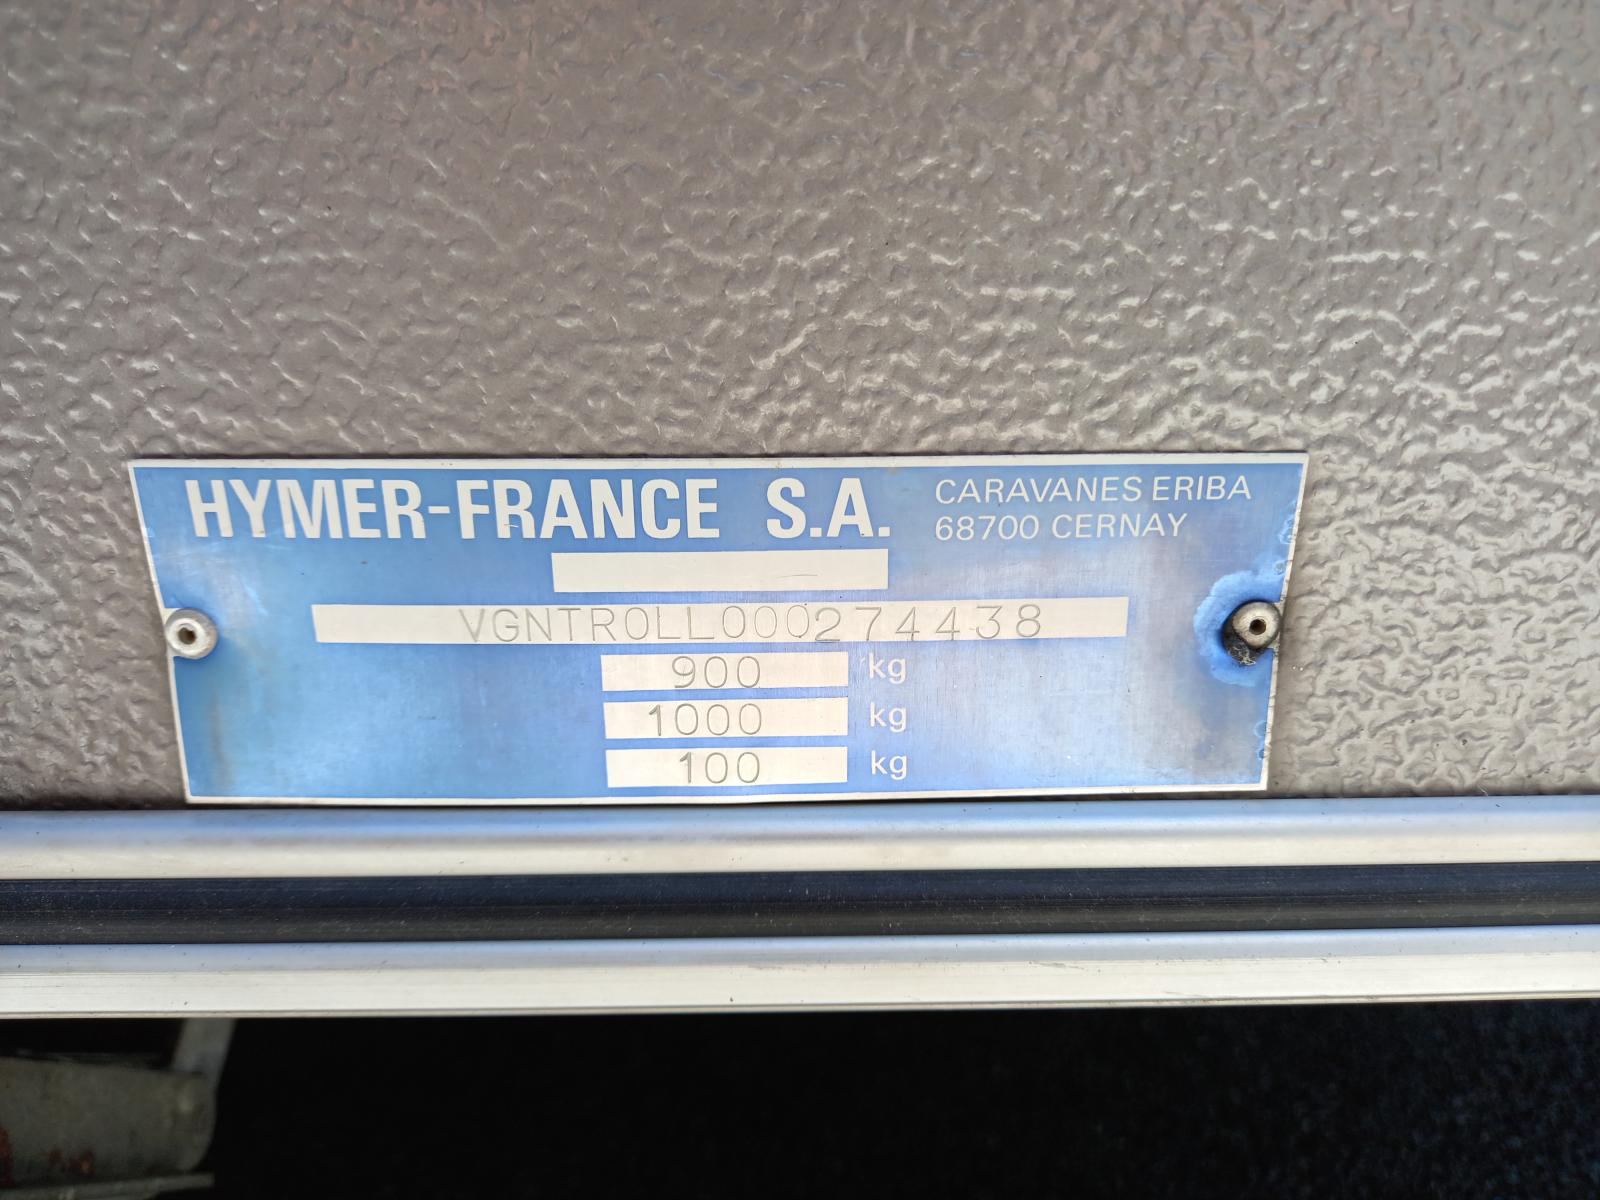 HYMER-FRANCE S.A.
CARAVANES ERIBA
68700 CERNAY
VGNTROLL000274438
900 kg
1000 kg
100 kg